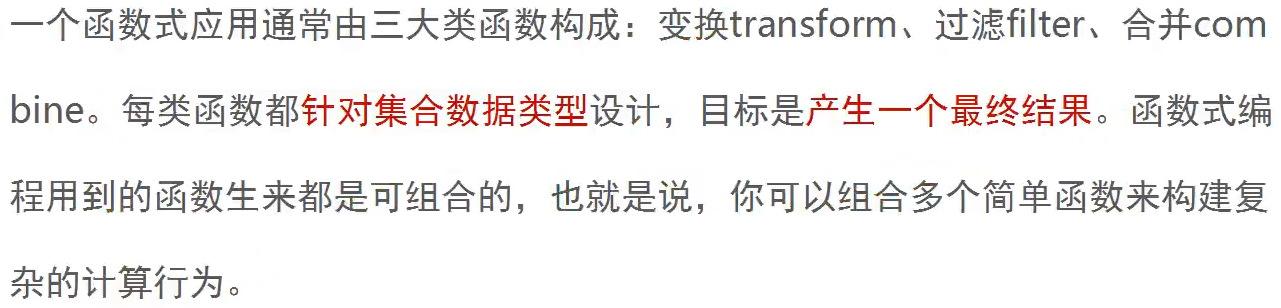 一个函数式应用通常由三大类函数构成：变换transform、过滤filter、合并com
bine。每类函数都针对集合数据类型设计，目标是产生一个最终结果。函数式编
程用到的函数生来都是可组合的，也就是说，你可以组合多个简单函数来构建复
杂的计算行为。